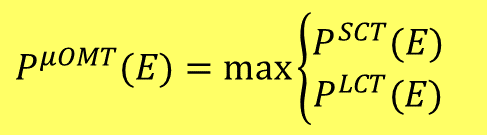 P^{μOMT}(E) = max { P^{SCT}(E)
P^{LCT}(E)